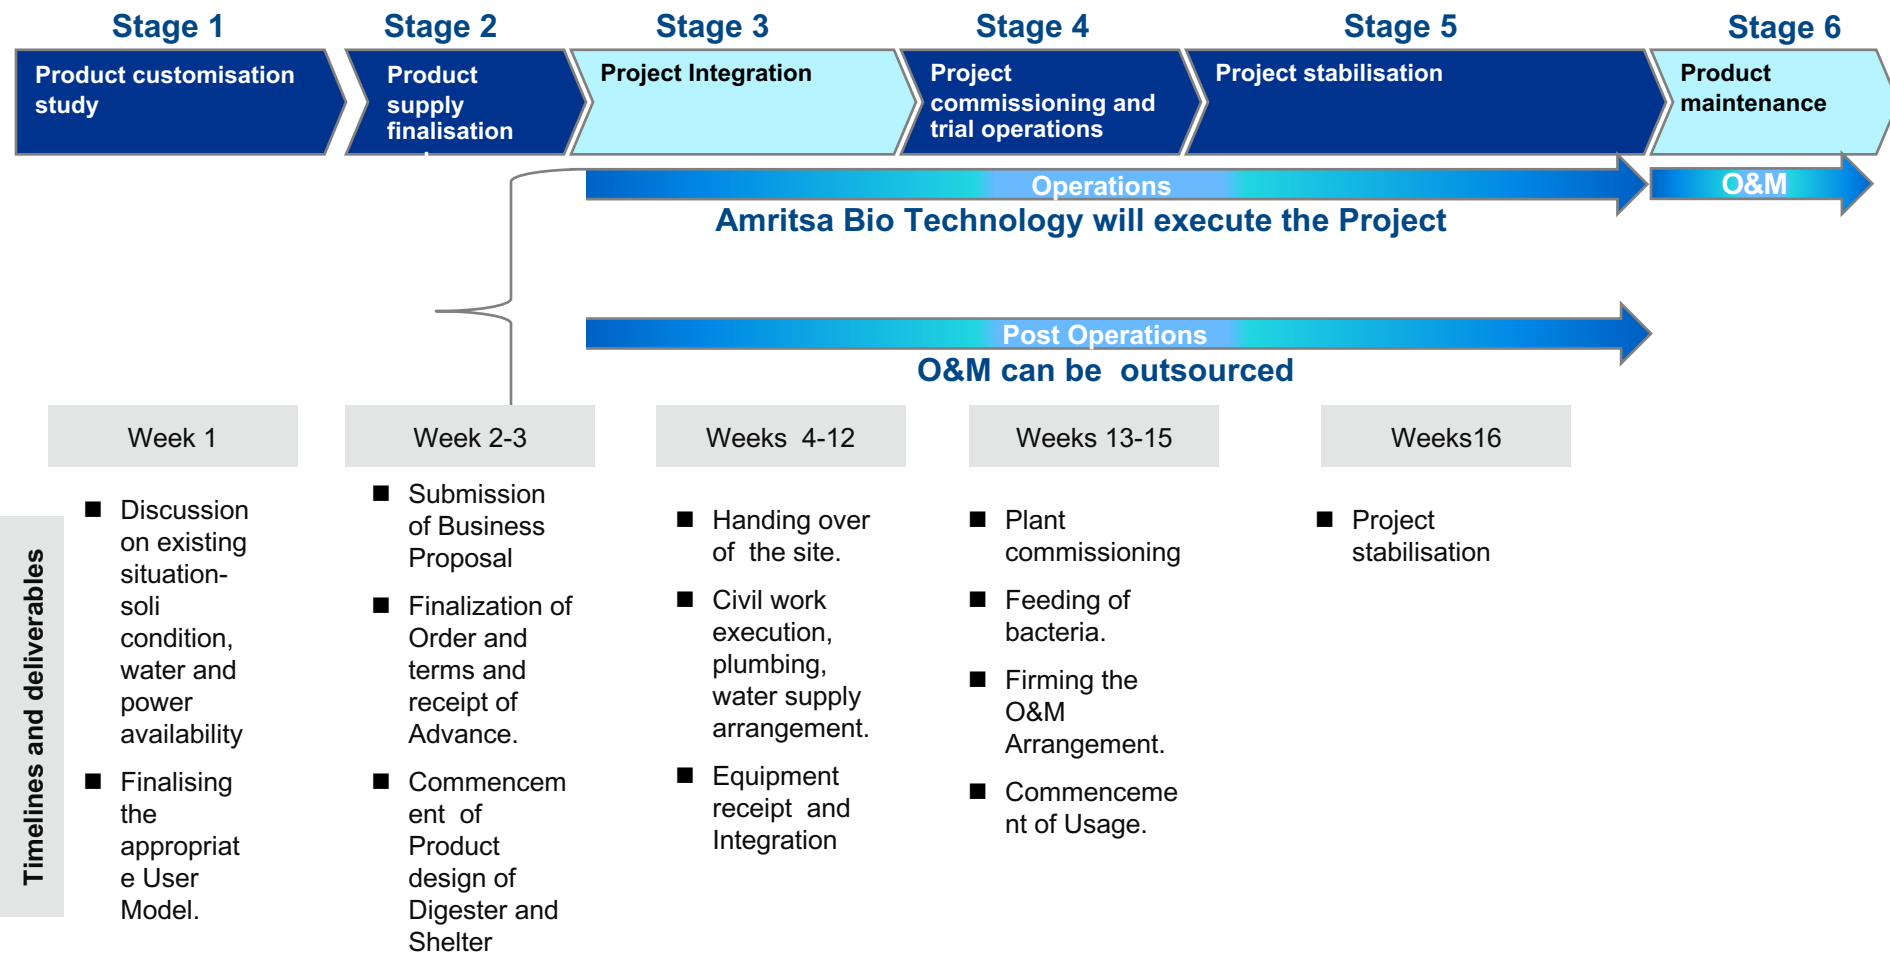 Stage 1
Stage 2
Stage 3
Stage 4
Stage 5
Stage 6
Product customisation
study
Product
supply
finalisation
Project Integration
Project
commissioning and
trial operations
Project stabilisation
Product
maintenance
Operations
O&M
Amritsa Bio Technology will execute the Project
Post Operations
O&M can be outsourced
Timelines and deliverables
Week 1
Discussion
on existing
situation-
soli
condition,
water and
power
availability
Finalising
the
appropriat
e User
Model.
Week 2-3
Submission
of Business
Proposal
Finalization of
Order and
terms and
receipt of
Advance.
Commencem
ent of
Product
design of
Digester and
Shelter
Weeks 4-12
Handing over
of the site.
Civil work
execution,
plumbing,
water supply
arrangement.
Equipment
receipt and
Integration
Weeks 13-15
Plant
commissioning
Feeding of
bacteria.
Firming the
O&M
Arrangement.
Commenceme
nt of Usage.
Weeks16
Project
stabilisation